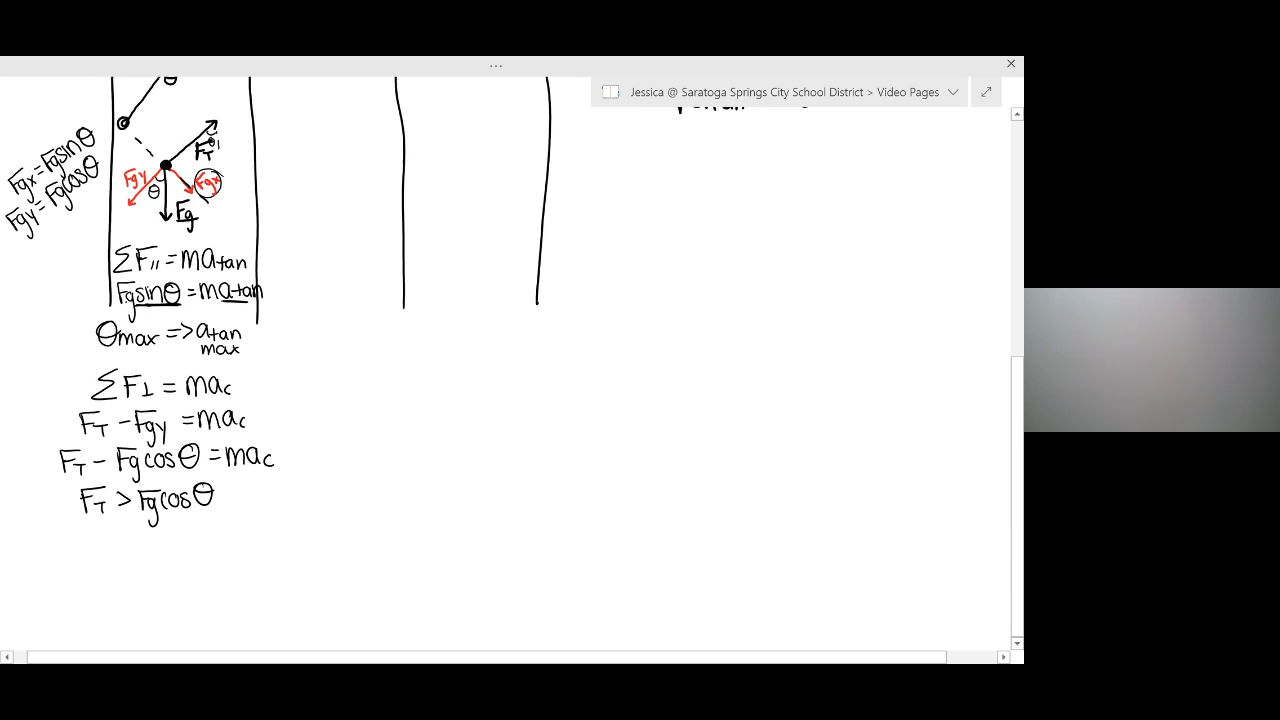 Jessica @ Saratoga Springs City School District > Video Pages
θ
Fgx = Fgsinθ
Fgy = Fgcosθ
FT
Fgy
θ
Fgx
Fg
ΣF// = matan
Fgsinθ = matan
θmax => atan
max
ΣF⊥ = mac
FT - Fgy = mac
FT - Fgcosθ = mac
FT > Fgcosθ